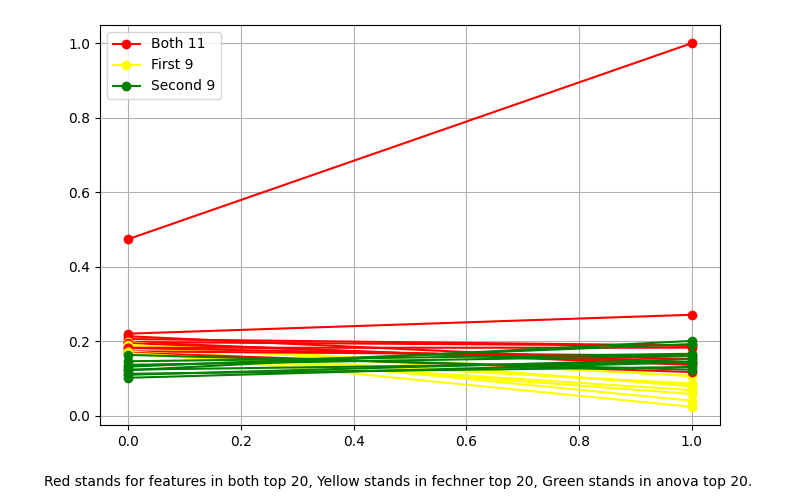 1.0
0.8
0.6
0.4
0.2
0.0
Both 11
First 9
Second 9
0.0 0.2 0.4 0.6 0.8 1.0
Red stands for features in both top 20, Yellow stands in fechner top 20, Green stands in anova top 20.